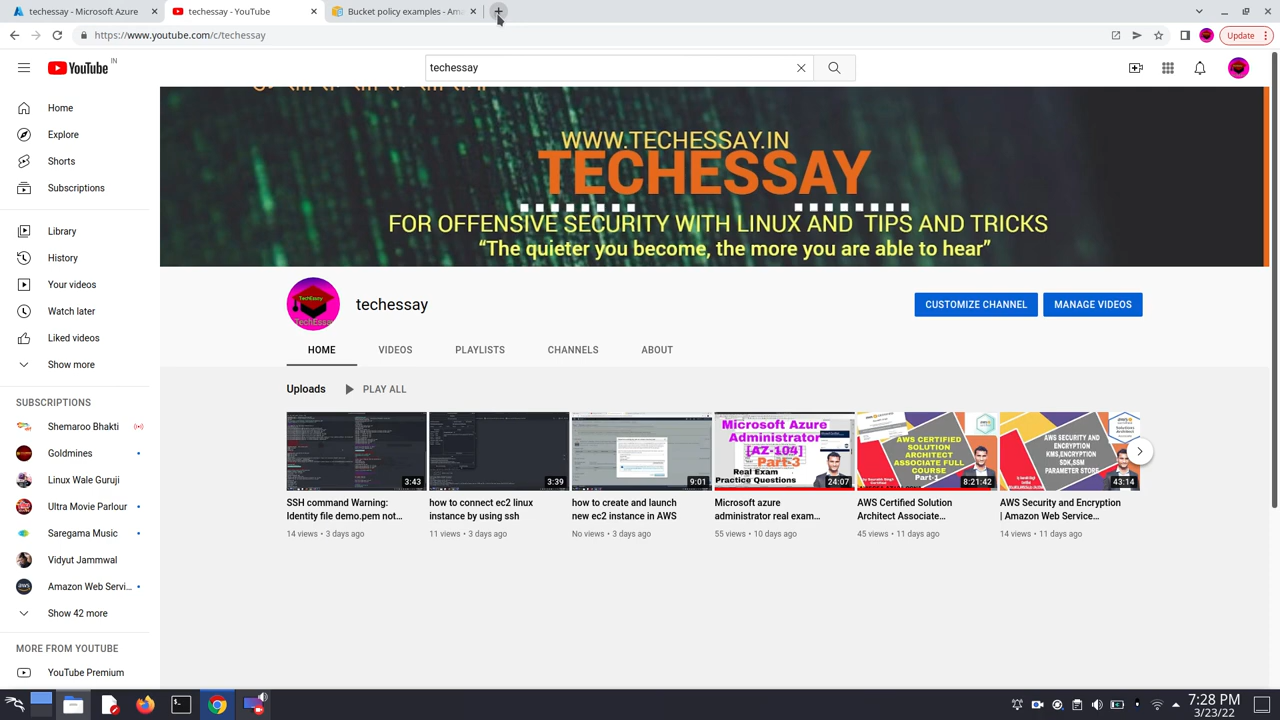 techessay - Microsoft Azure
techessay - YouTube
Bucket policy examples - Ama
https://www.youtube.com/c/techessay
Update
YouTube
IN
techessay
Home
Explore
Shorts
Subscriptions
Library
History
Your videos
Watch later
Liked videos
Show more
SUBSCRIPTIONS
Shemaroo Bhakti
Goldmines
Linux Wale Guruji
Ultra Movie Parlour
Saregama Music
Vidyut Jammwal
Amazon Web Servi...
Show 42 more
MORE FROM YOUTUBE
YouTube Premium
WWW.TECHESSAY.IN
TECHESSAY
FOR OFFENSIVE SECURITY WITH LINUX AND TIPS AND TRICKS
“The quieter you become, the more you are able to hear”
techessay
CUSTOMIZE CHANNEL
MANAGE VIDEOS
HOME
VIDEOS
PLAYLISTS
CHANNELS
ABOUT
Uploads
PLAY ALL
3:43
SSH command Warning:
Identity file demo.pem not...
14 views • 3 days ago
3:39
how to connect ec2 linux
instance by using ssh
11 views • 3 days ago
9:01
how to create and launch
new ec2 instance in AWS
No views • 3 days ago
Microsoft Azure
Administrator
[AZ-104]
Part-3
Real Exam
Practice Questions
24:07
Microsoft azure
administrator real exam...
55 views • 10 days ago
AWS CERTIFIED
SOLUTION
ARCHITECT
ASSOCIATE FULL
COURSE
Part-1
8:21:42
AWS Certified Solution
Architect Associate...
45 views • 11 days ago
AWS SECURITY AND
ENCRYPTION
KMS,ENCRYPTION
SDK,SSM
PARAMETER STORE
43:14
AWS Security and Encryption
| Amazon Web Service...
14 views • 11 days ago
7:28 PM
3/23/22